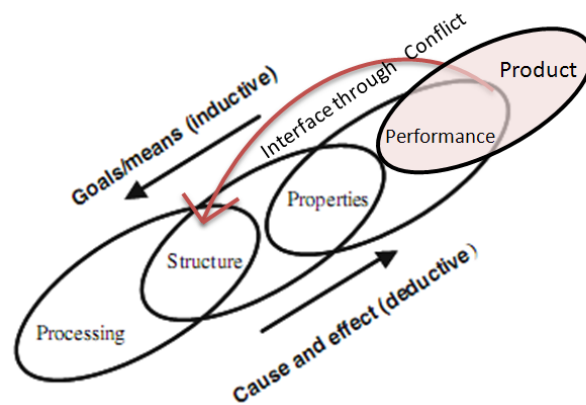 Interface through Conflict
Product
Performance
Goals/means (inductive)
Properties
Structure
Processing
Cause and effect (deductive)